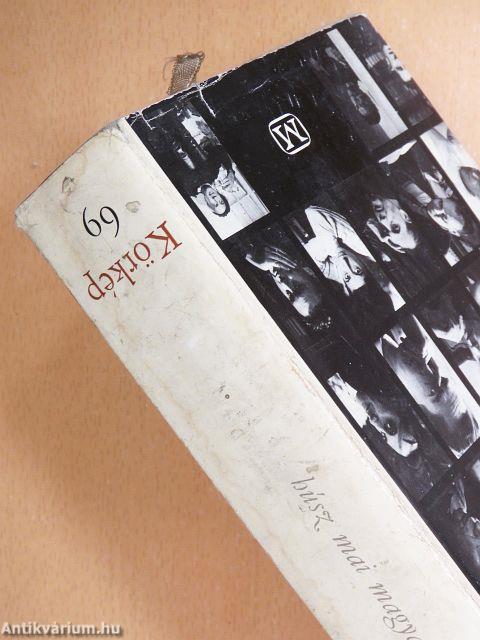 Körkép
69
húsz mai magya
M
Antikvárium.hu